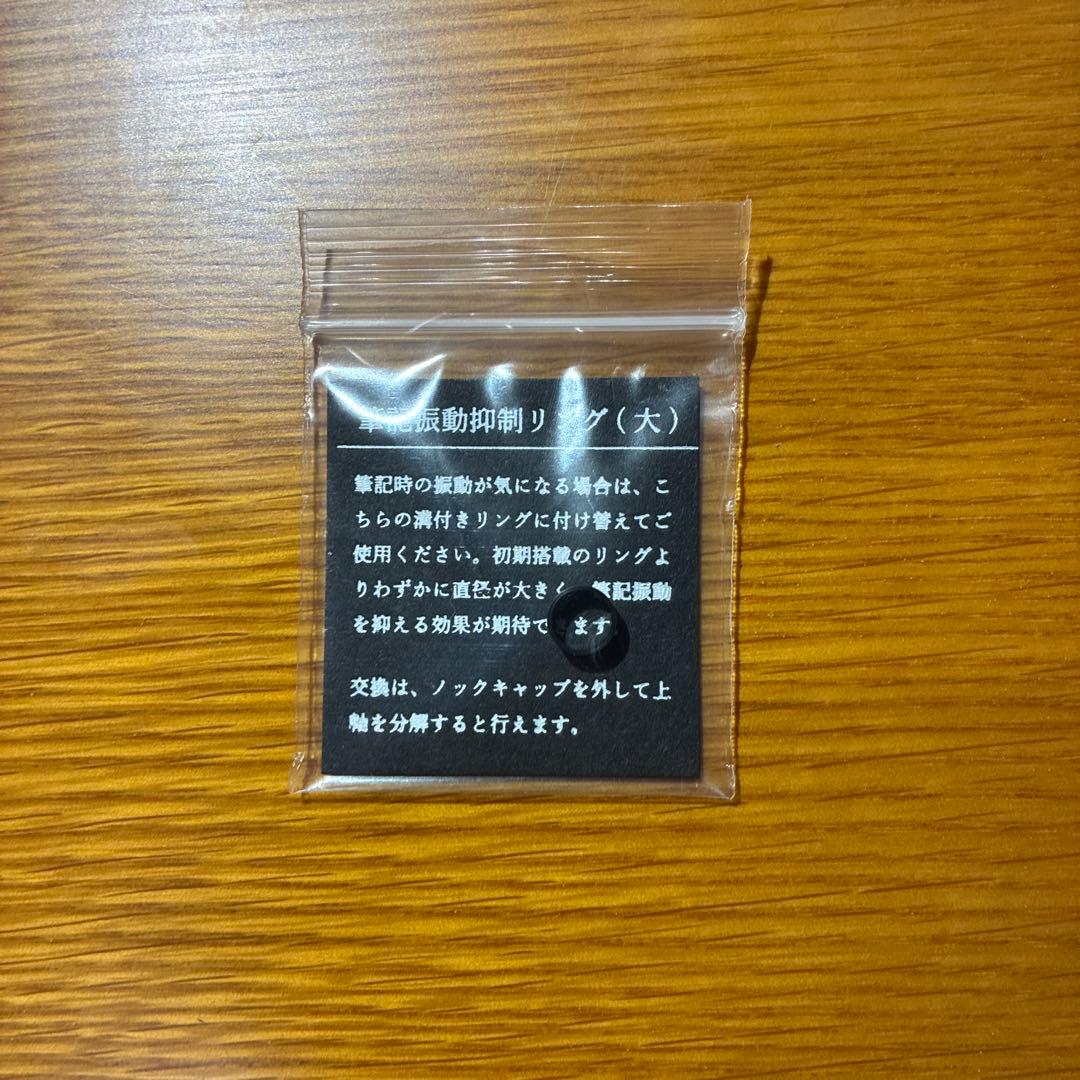 筆記振動抑制リング(大)
筆記時の振動が気になる場合は、こ
ちらの溝付きリングに付け替えてご
使用ください。初期搭載のリングよ
りわずかに直径が大きく 筆記振動
を抑える効果が期待で ます。
交換は、ノックキャップを外して上
軸を分解すると行えます。